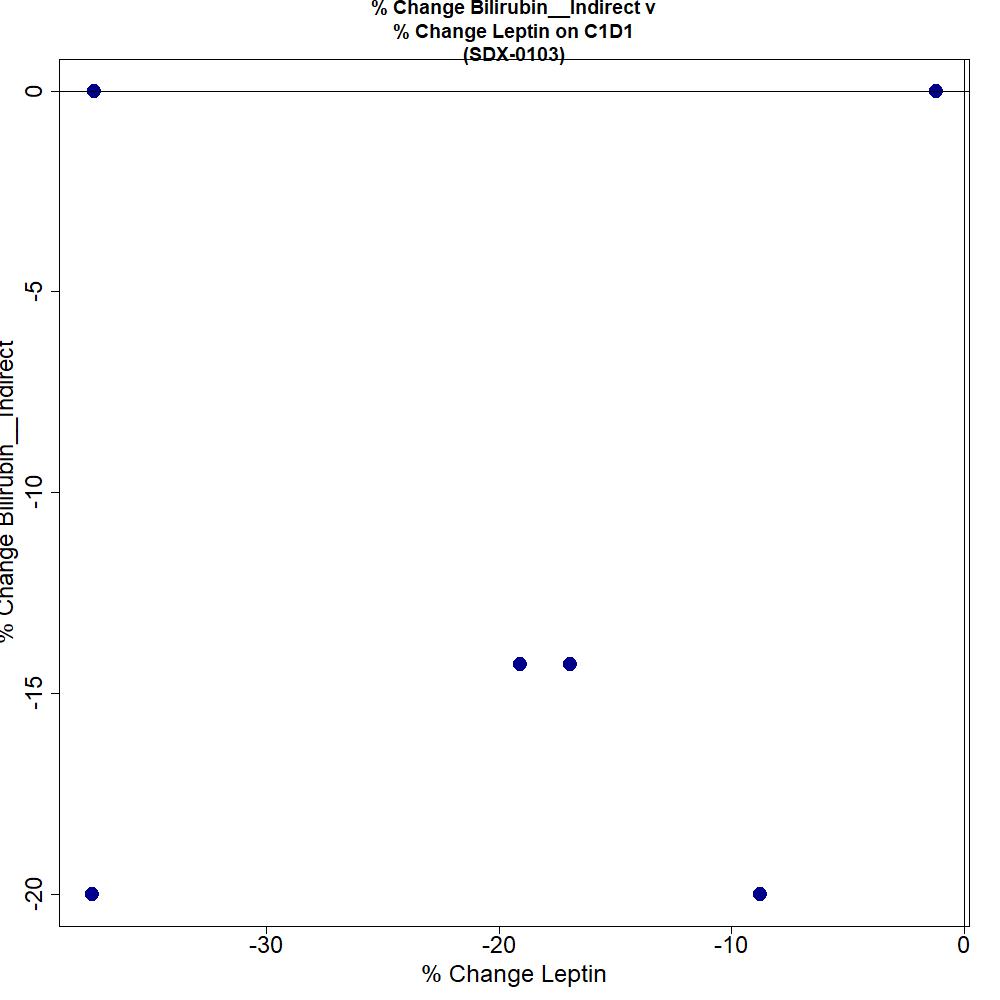 % Change Bilirubin__Indirect v
% Change Leptin on C1D1
(SDX-0103)
0
-5
-10
-15
-20
% Change Bilirubin__Indirect
-30
-20
-10
0
% Change Leptin